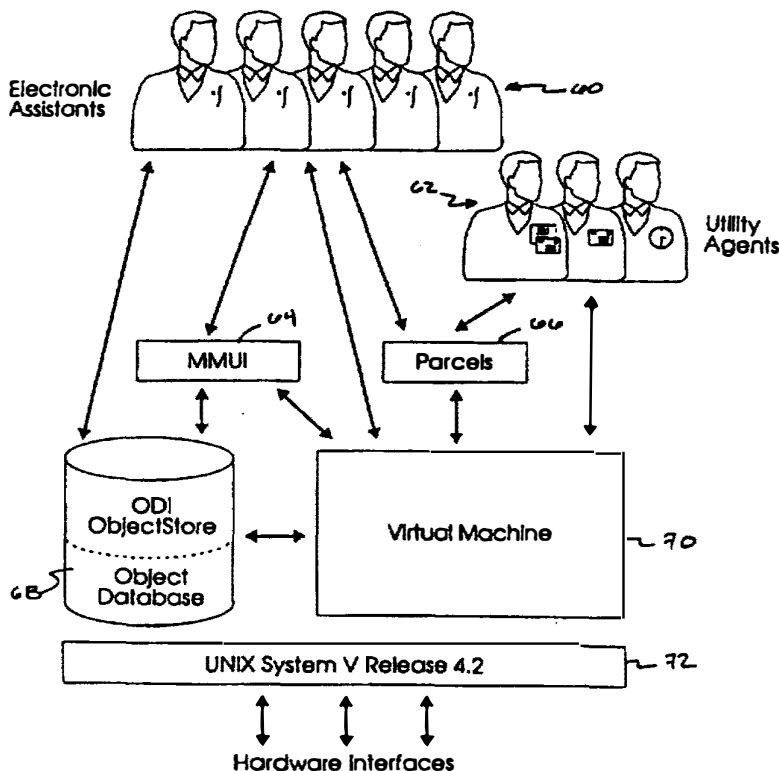 Electronic
Assistants
60
62
Utility
Agents
64
66
MMUI
Parcels
ODI
ObjectStore
Virtual Machine
70
68
Object
Database
UNIX System V Release 4.2
72
Hardware Interfaces